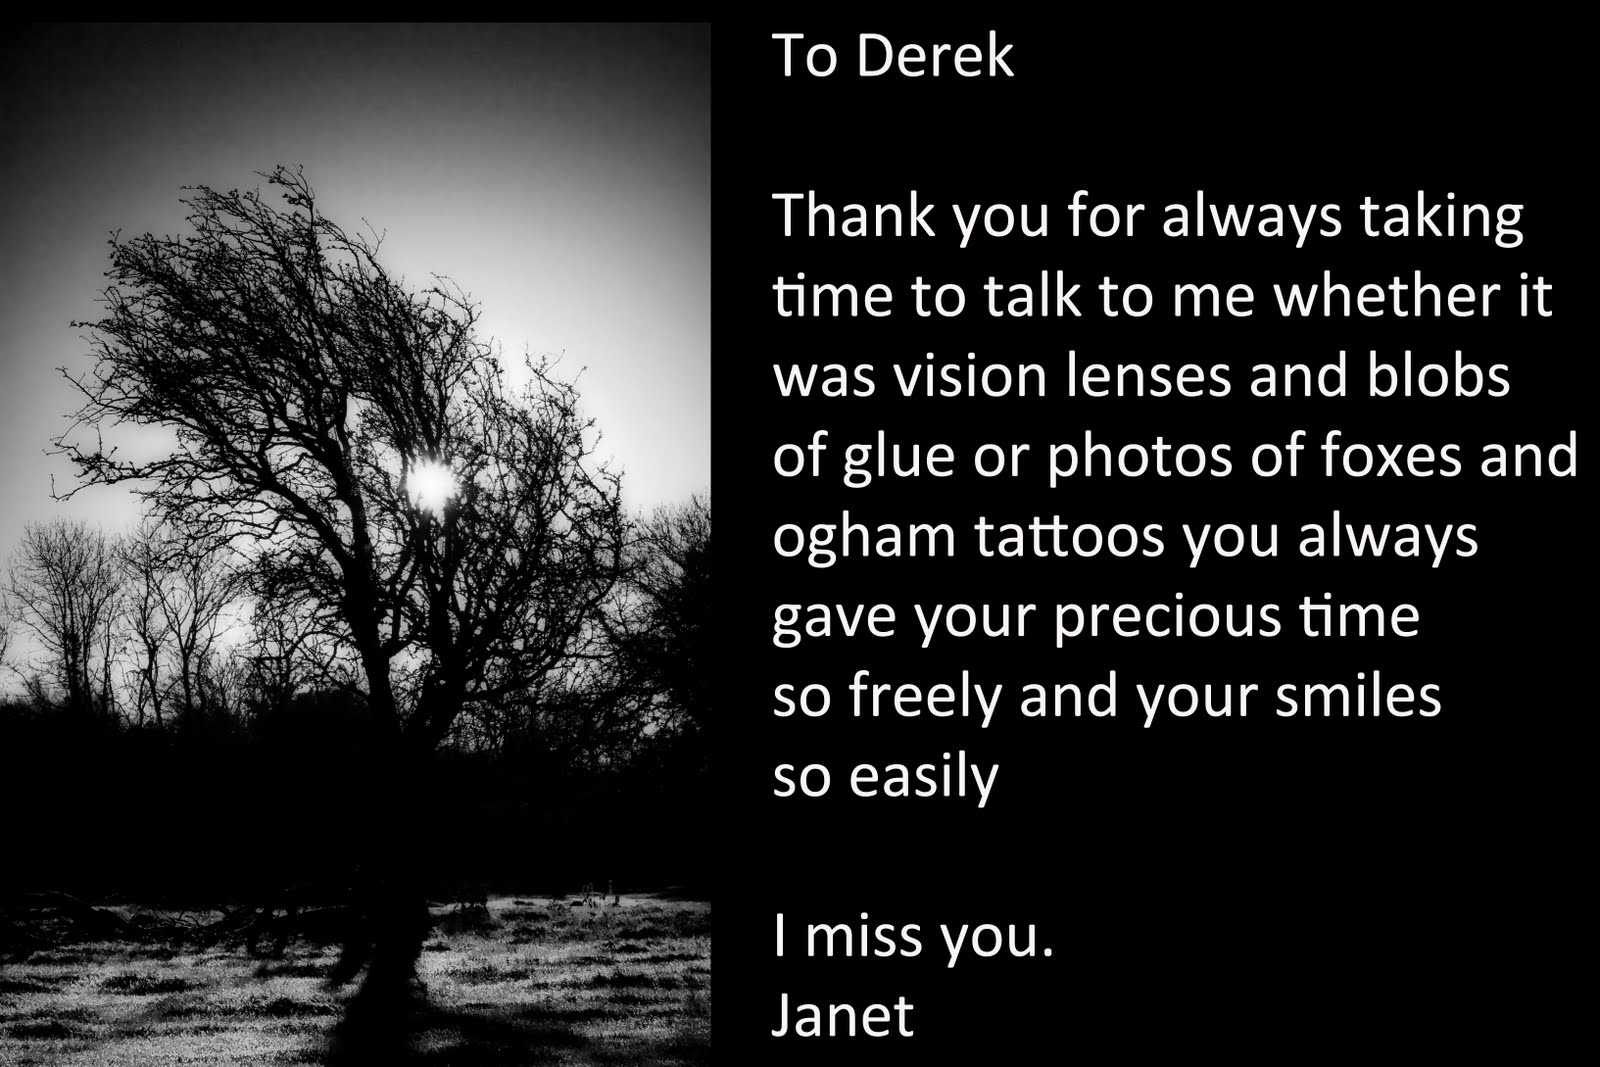 To Derek
Thank you for always taking
time to talk to me whether it
was vision lenses and blobs
of glue or photos of foxes and
ogham tattoos you always
gave your precious time
so freely and your smiles
so easily
I miss you.
Janet